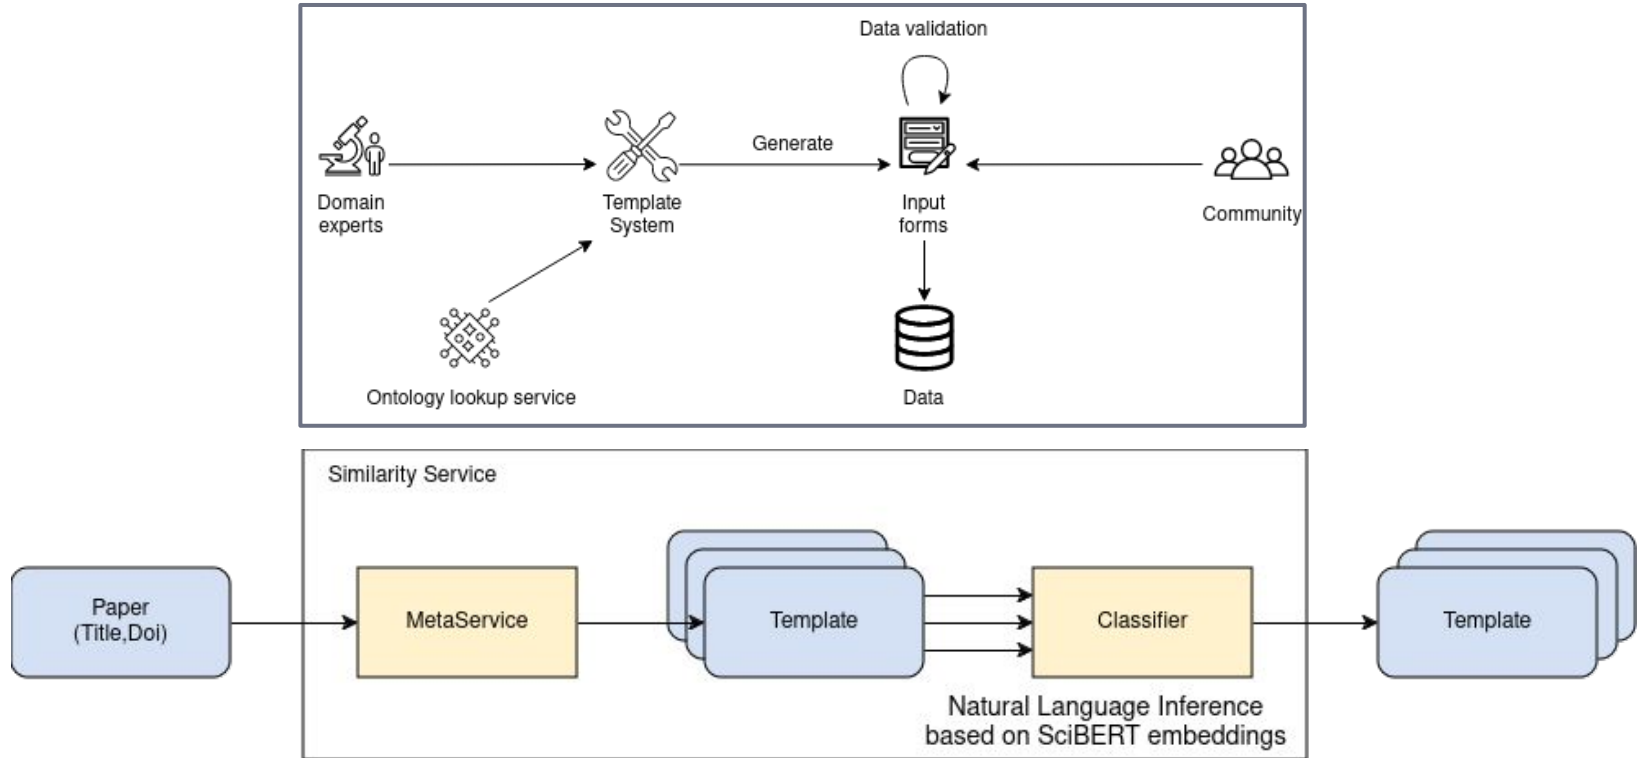 Data validation
Generate
Domain
experts
Template
System
Input
forms
Community
Ontology lookup service
Data
Similarity Service
Paper
(Title,Doi)
MetaService
Template
Classifier
Template
Natural Language Inference
based on SciBERT embeddings